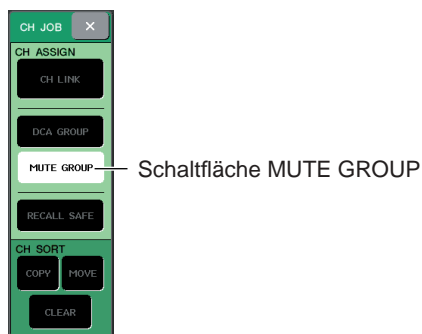 CH JOB ×
CH ASSIGN
CH LINK
DCA GROUP
MUTE GROUP
Schaltfläche MUTE GROUP
RECALL SAFE
CH SORT
COPY MOVE
CLEAR